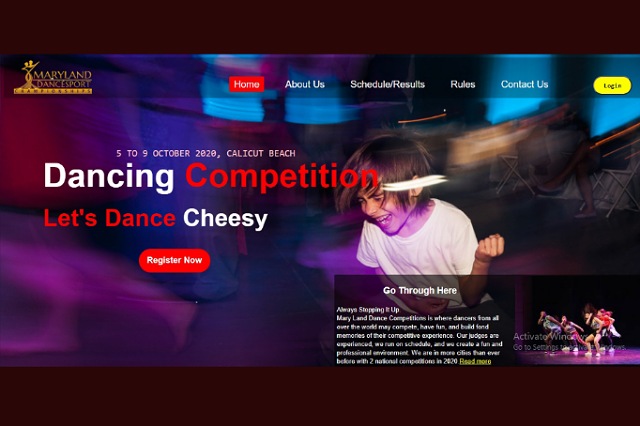 MARYLAND
DANCESPORT
CHAMPIONSHIPS
Home About Us Schedule/Results Rules Contact Us Login
5 TO 9 OCTOBER 2020, CALICUT BEACH
Dancing Competition
Let's Dance Cheesy
Register Now
Go Through Here
Always Stopping It Up
Mary Land Dance Competitions is where dancers from all
over the world may compete, have fun, and build fond
memories of their competitive experience. Our judges are
experienced, we run on schedule, and we create a fun and
professional environment. We are in more cities than ever
before with 2 national competitions in 2020 Read more
Activate Windows
Go to Settings to activate Windows